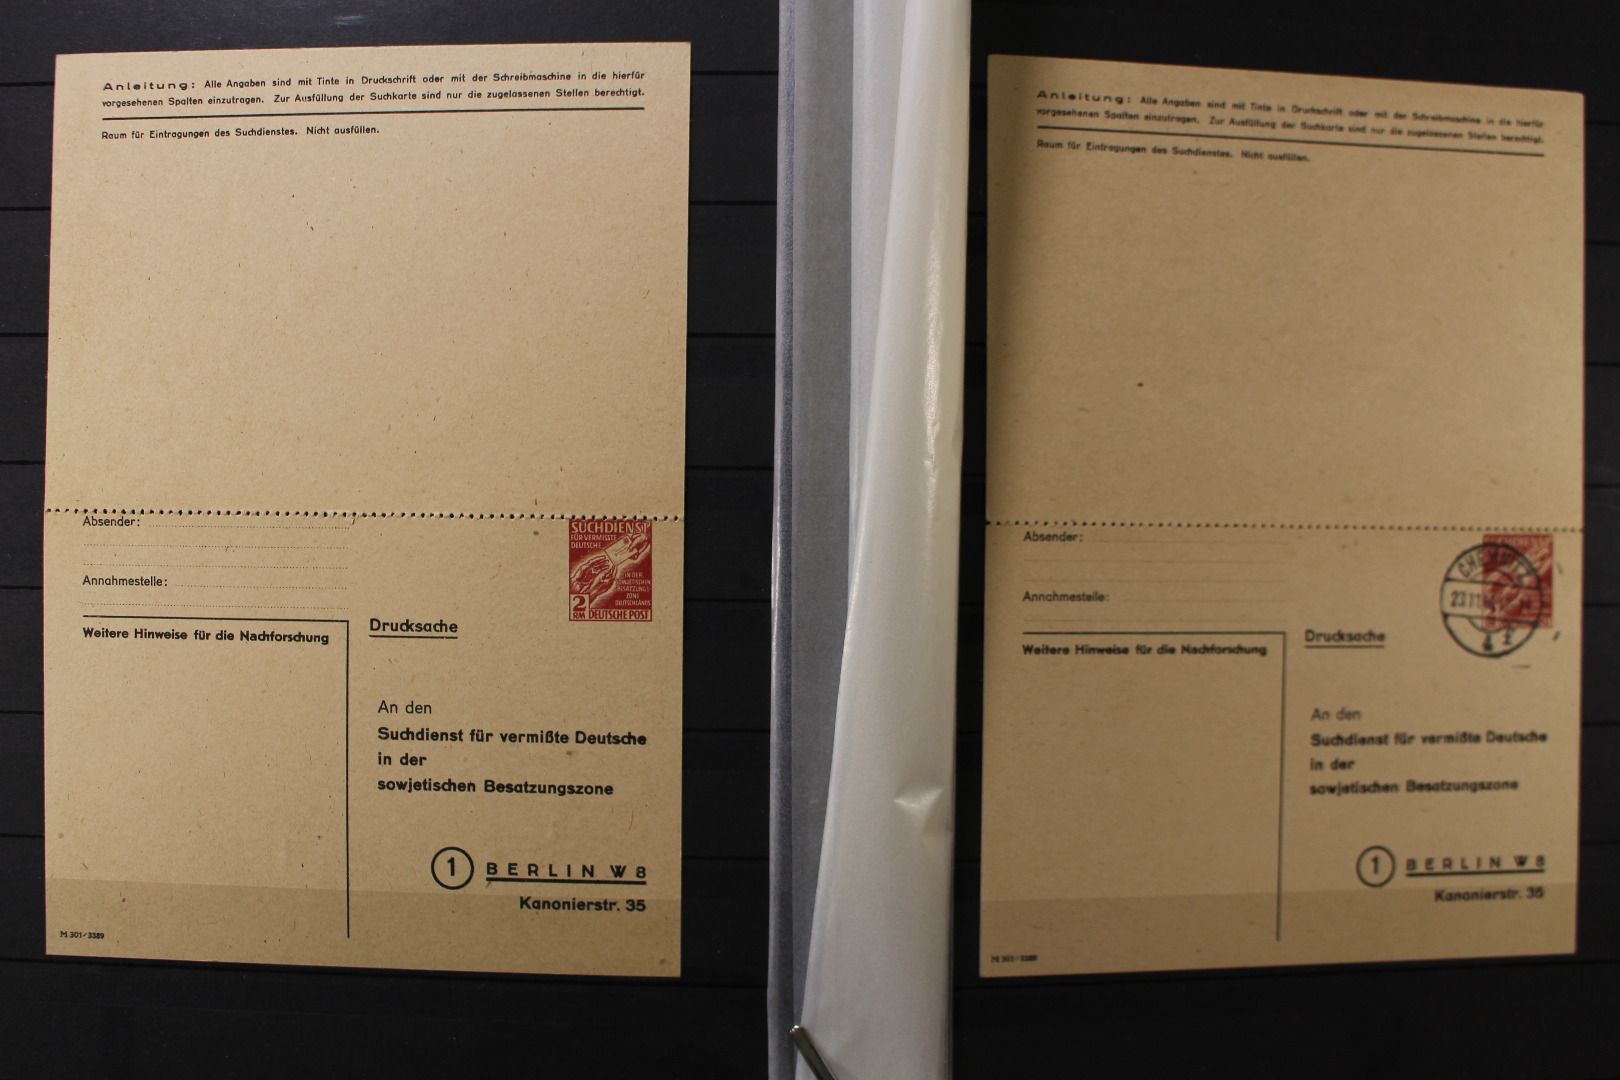 Anleitung: Alle Angaben sind mit Tinte in Druckschrift oder mit der Schreibmaschine in die hierfür
vorgesehenen Spalten einzutragen. Zur Ausfüllung der Suchkarte sind nur die zugelassenen Stellen berechtigt.
Raum für Eintragungen des Suchdienstes. Nicht ausfüllen.
Absender:
Annahmestelle:
Weitere Hinweise für die Nachforschung
SUCHDIENST
FÜR VERMISSTE
DEUTSCHE
IN DER
SOWJETISCHEN
BESATZUNGS
ZONE
DEUTSCHLANDS
2
RM DEUTSCHE POST
Drucksache
An den
Suchdienst für vermißte Deutsche
in der
sowjetischen Besatzungszone
1 BERLIN W 8
Kanonierstr. 35
M 301/3389
Anleitung: Alle Angaben sind mit Tinte in Druckschrift oder mit der Schreibmaschine in die hierfür
vorgesehenen Spalten einzutragen. Zur Ausfüllung der Suchkarte sind nur die zugelassenen Stellen berechtigt.
Raum für Eintragungen des Suchdienstes. Nicht ausfüllen.
Absender:
Annahmestelle:
Weitere Hinweise für die Nachforschung
Drucksache
An den
Suchdienst für vermißte Deutsche
in der
sowjetischen Besatzungszone
1 BERLIN W 8
Kanonierstr. 35
M 301/3389